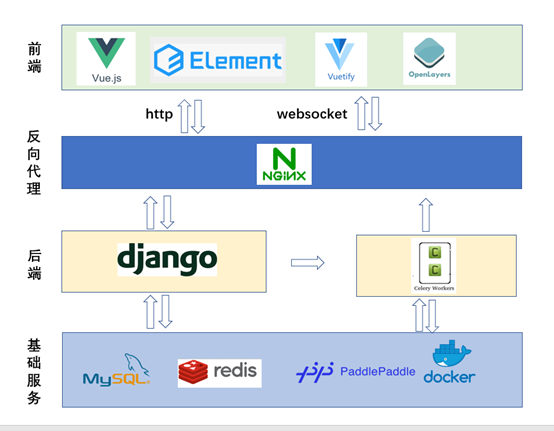 前端
Vue.js
Element
Vuetify
OpenLayers
http
websocket
反向代理
NGINX
后端
django
C
C
Celery Workers
基础服务
MySQL
redis
PaddlePaddle
docker